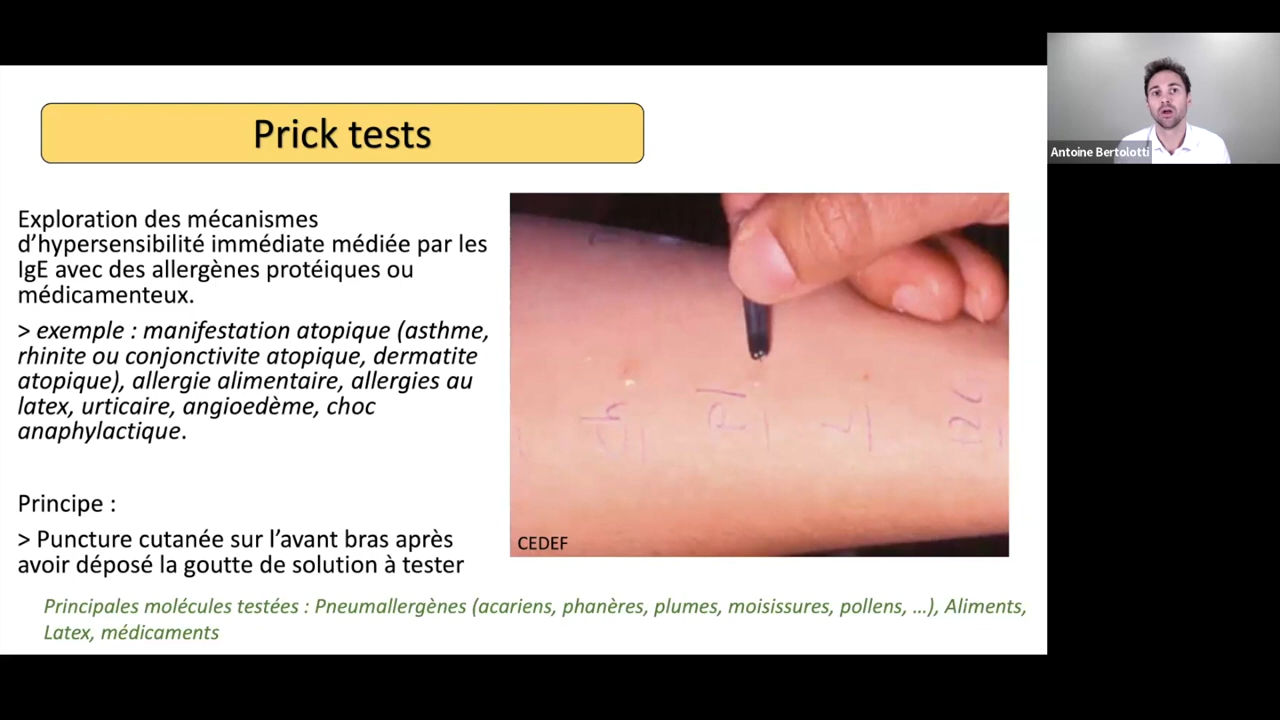 Prick tests
Antoine Bertolotti
Exploration des mécanismes
d’hypersensibilité immédiate médiée par les
IgE avec des allergènes protéiques ou
médicamenteux.
> exemple : manifestation atopique (asthme,
rhinite ou conjonctivite atopique, dermatite
atopique), allergie alimentaire, allergies au
latex, urticaire, angioedème, choc
anaphylactique.
Principe :
> Puncture cutanée sur l’avant bras après
avoir déposé la goutte de solution à tester
Ch
Pl
L
CEDEF
Principales molécules testées : Pneumallergènes (acariens, phanères, plumes, moisissures, pollens, …), Aliments,
Latex, médicaments